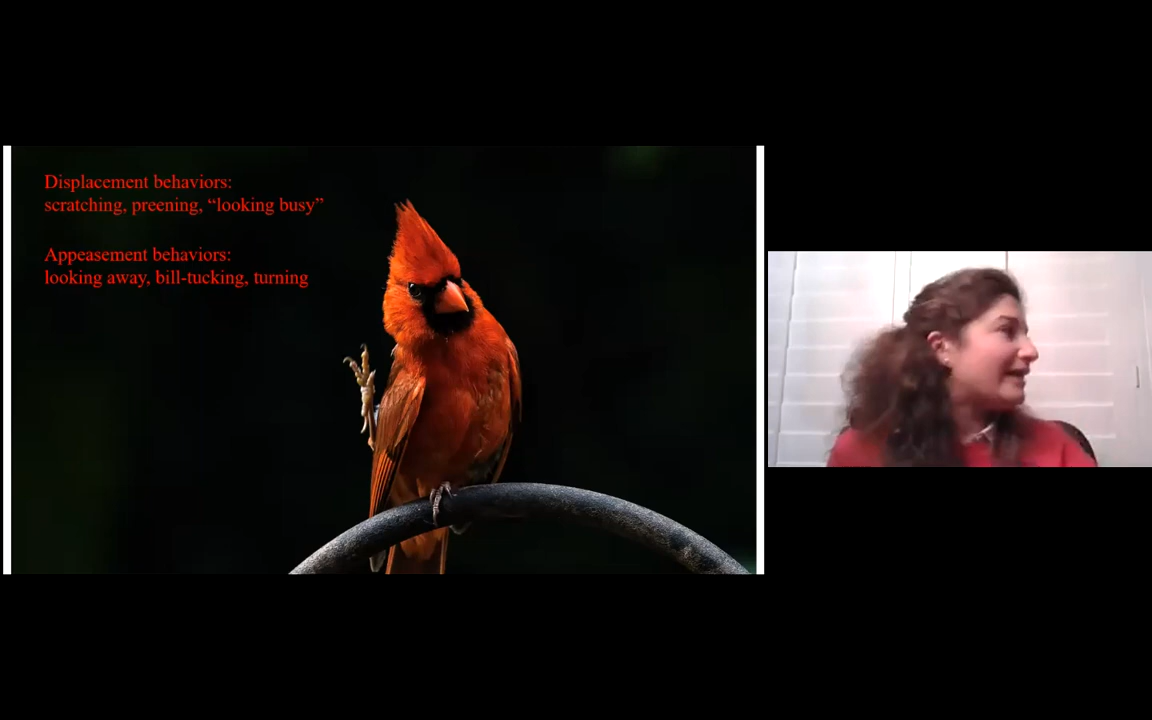 Displacement behaviors:
scratching, preening, “looking busy”
Appeasement behaviors:
looking away, bill-tucking, turning